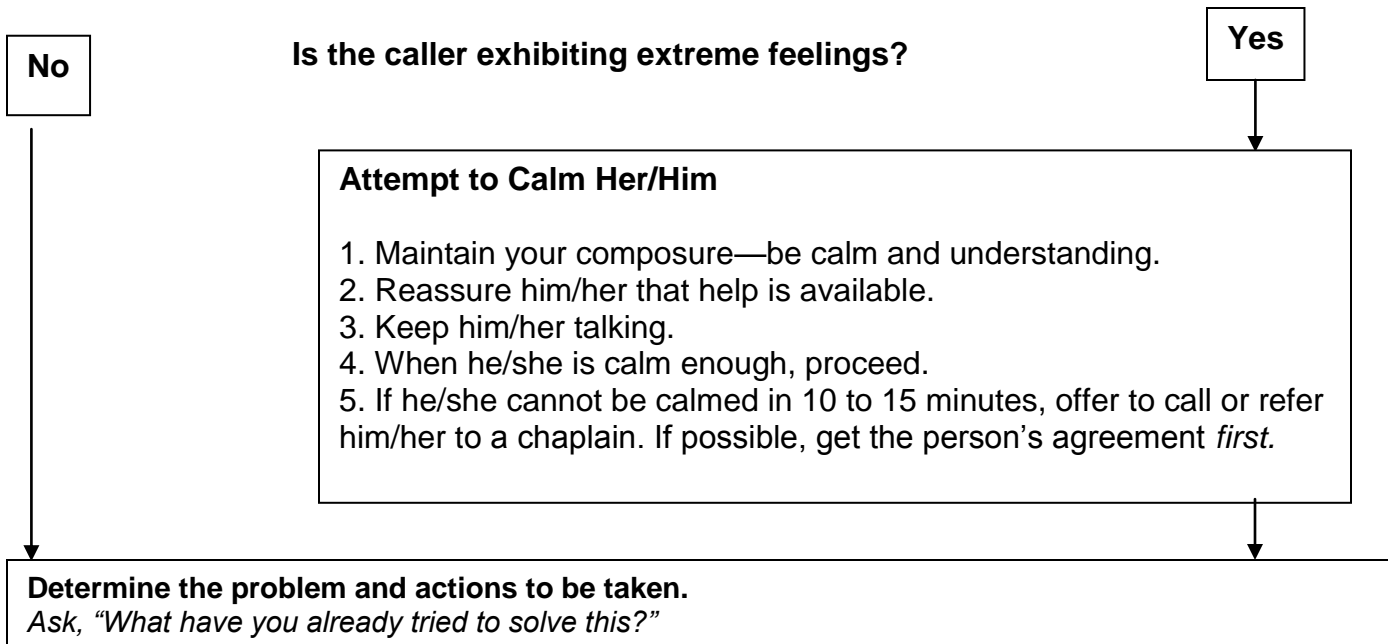 No
Is the caller exhibiting extreme feelings?
Yes
Attempt to Calm Her/Him
1. Maintain your composure—be calm and understanding.
2. Reassure him/her that help is available.
3. Keep him/her talking.
4. When he/she is calm enough, proceed.
5. If he/she cannot be calmed in 10 to 15 minutes, offer to call or refer
him/her to a chaplain. If possible, get the person’s agreement first.
Determine the problem and actions to be taken.
Ask, “What have you already tried to solve this?”